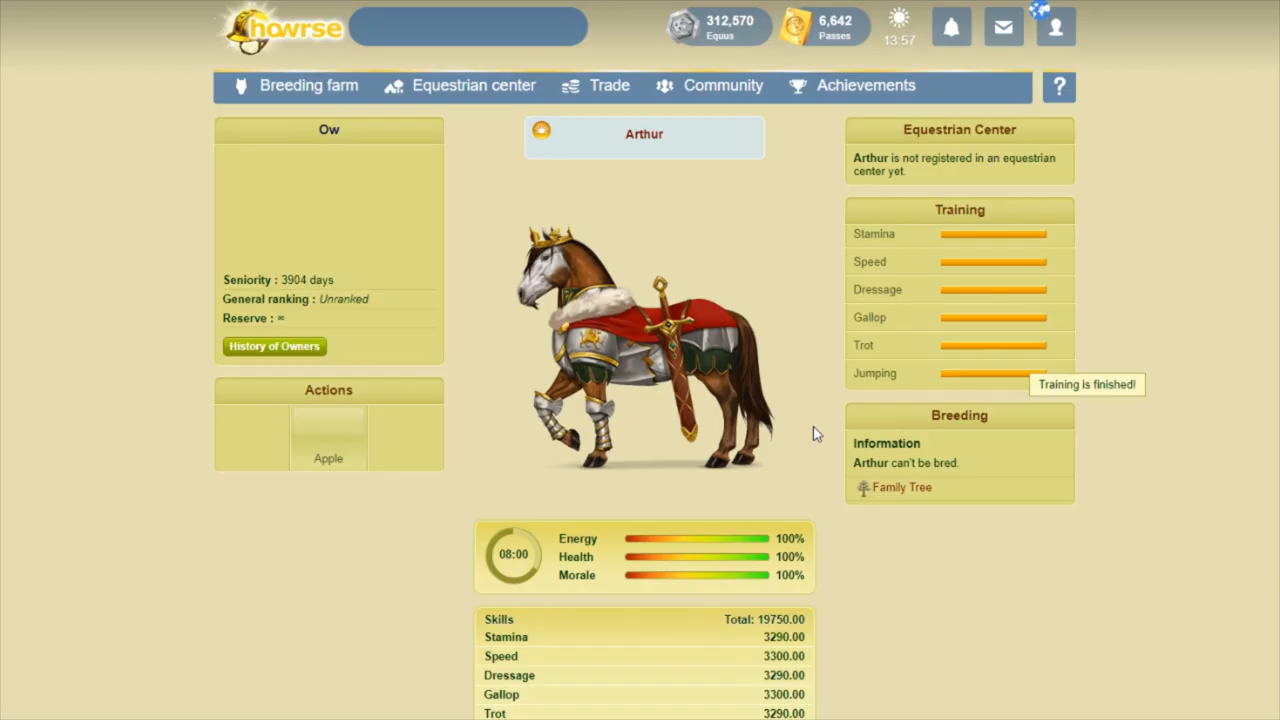 howrse
312,570
Equus
6,642
Passes
13:57
Breeding farm
Equestrian center
Trade
Community
Achievements
?
Ow
Seniority : 3904 days
General ranking : Unranked
Reserve : ∞
History of Owners
Actions
Apple
Arthur
Equestrian Center
Arthur is not registered in an equestrian
center yet.
Training
Stamina
Speed
Dressage
Gallop
Trot
Jumping
Training is finished!
Breeding
Information
Arthur can't be bred.
Family Tree
08:00
Energy 100%
Health 100%
Morale 100%
Skills Total: 19750.00
Stamina 3290.00
Speed 3300.00
Dressage 3290.00
Gallop 3300.00
Trot 3290.00